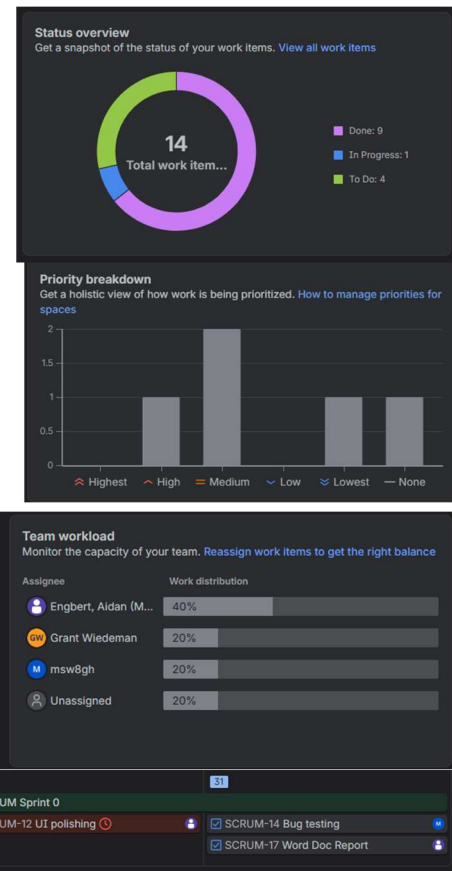 Status overview
Get a snapshot of the status of your work items. View all work items
14
Total work item...
Done: 9
In Progress: 1
To Do: 4
Priority breakdown
Get a holistic view of how work is being prioritized. How to manage priorities for
spaces
2
1.5
1
0.5
0
Highest High Medium Low Lowest None
Team workload
Monitor the capacity of your team. Reassign work items to get the right balance
Assignee Work distribution
Engbert, Aidan (M... 40%
GW Grant Wiedeman 20%
M msw8gh 20%
Unassigned 20%
31
UM Sprint 0
UM-12 UI polishing SCRUM-14 Bug testing M
SCRUM-17 Word Doc Report